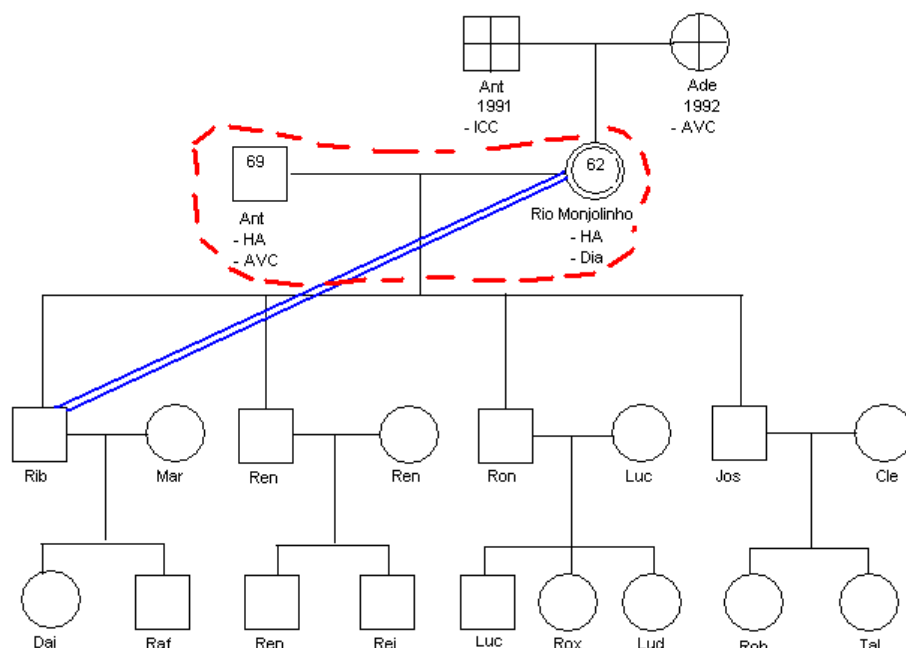 Ant
1991
- ICC
Ade
1992
- AVC
69
Ant
- HA
- AVC
62
Rio Monjolinho
- HA
- Dia
Rib
Mar
Ren
Ren
Ron
Luc
Jos
Cle
Dai
Raf
Ren
Rei
Luc
Rox
Lud
Rob
Tal